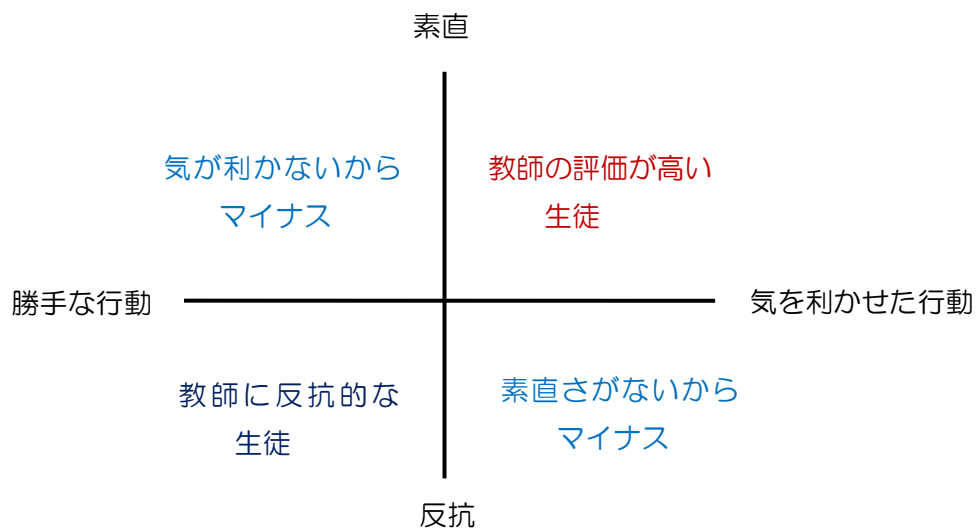 素直
気が利かないから
マイナス
教師の評価が高い
生徒
勝手な行動
気を利かせた行動
教師に反抗的な
生徒
素直さがないから
マイナス
反抗